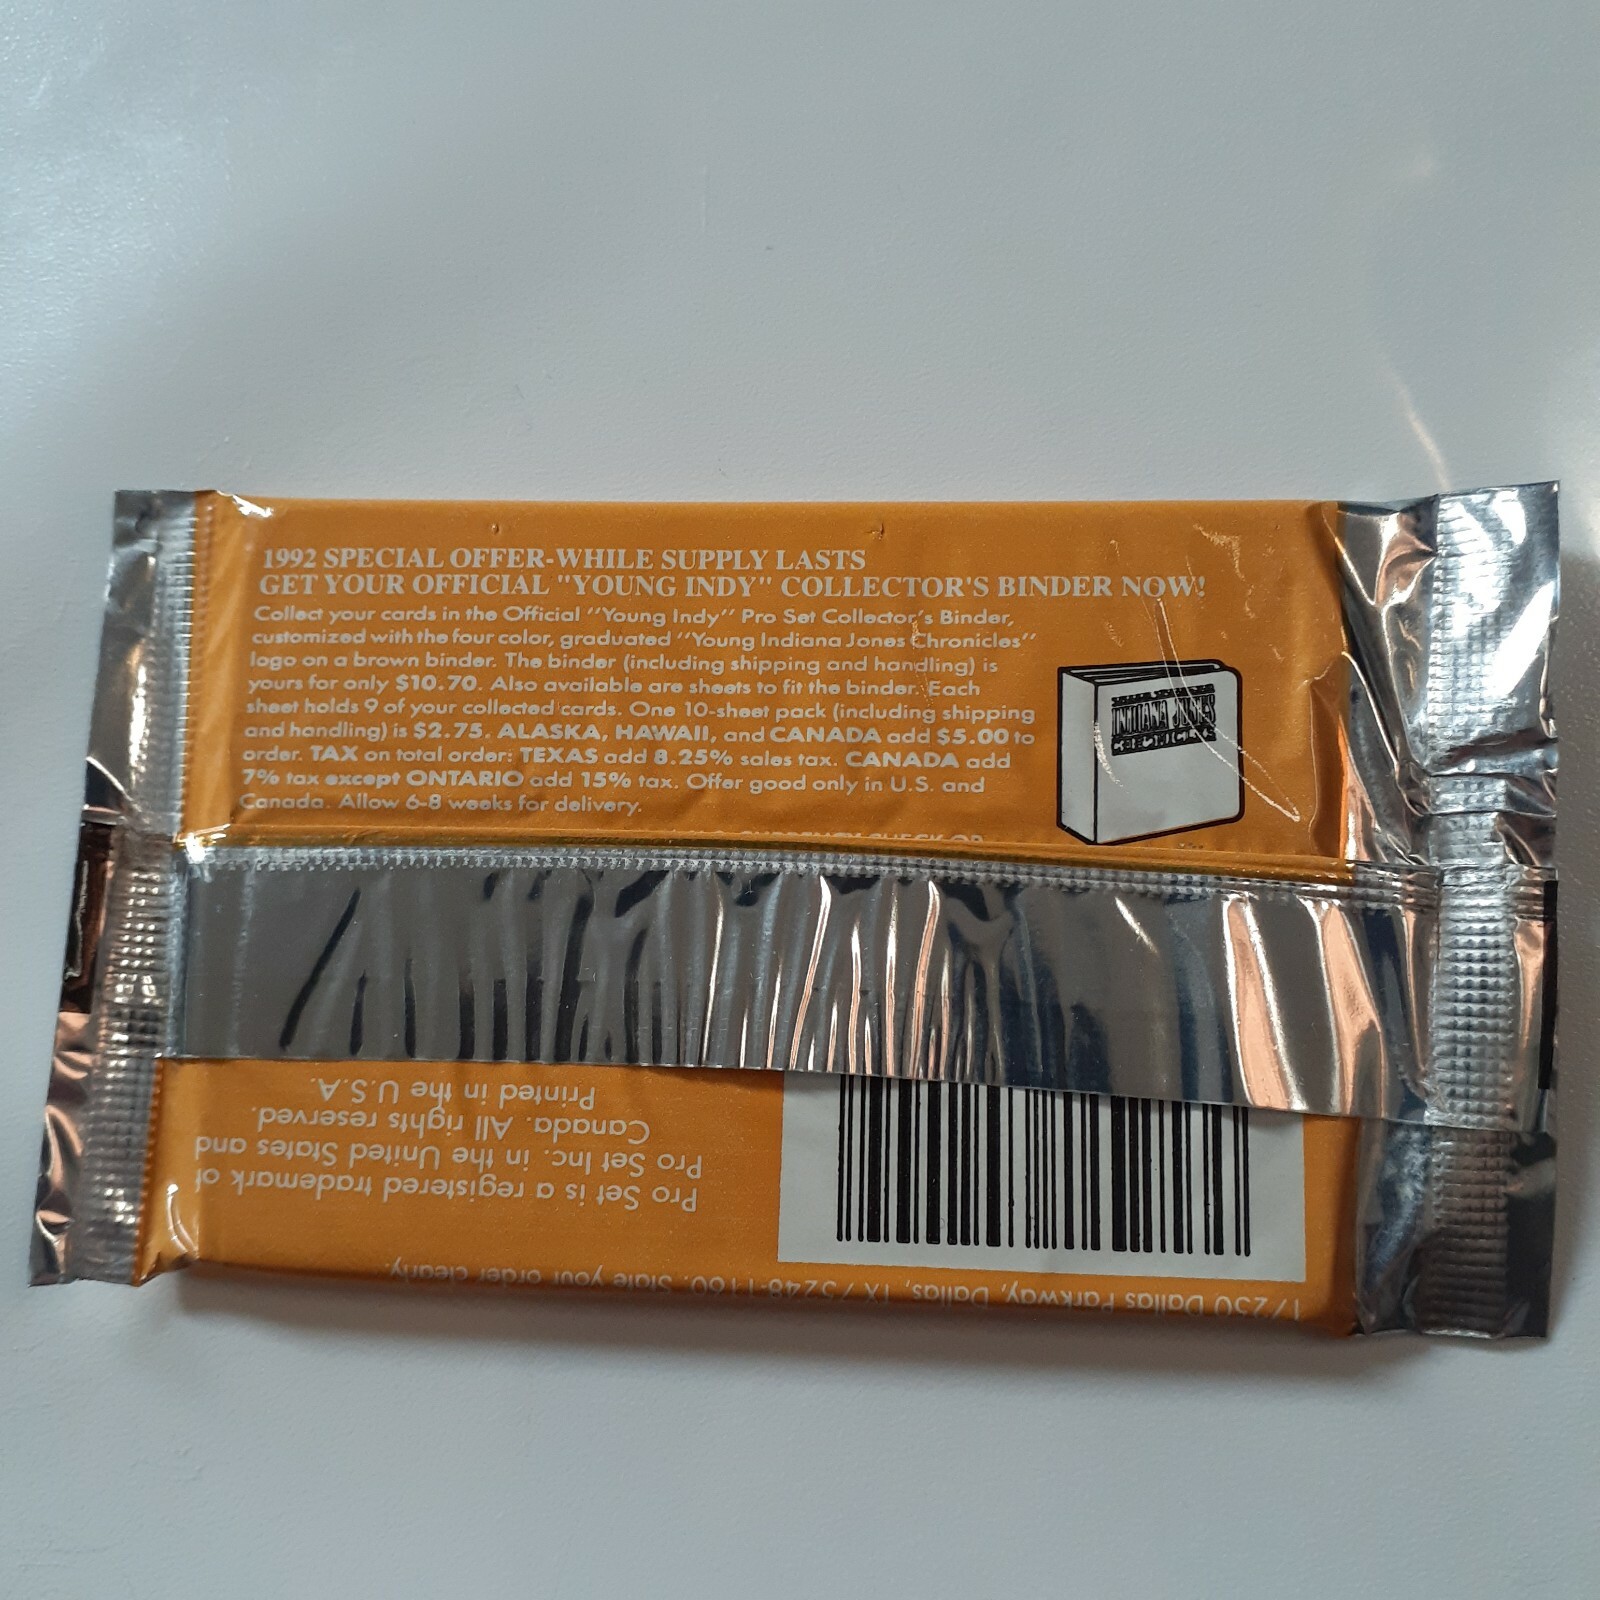 1992 SPECIAL OFFER-WHILE SUPPLY LASTS
GET YOUR OFFICIAL "YOUNG INDY" COLLECTOR'S BINDER NOW!
Collect your cards in the Official "Young Indy" Pro Set Collector's Binder,
customized with the four color, graduated "Young Indiana Jones Chronicles"
logo on a brown binder. The binder (including shipping and handling) is
yours for only $10.70. Also available are sheets to fit the binder. Each
sheet holds 9 of your collected cards. One 10-sheet pack (including shipping
and handling) is $2.75. ALASKA, HAWAII, and CANADA add $5.00 to
order. TAX on total order: TEXAS add 8.25% sales tax. CANADA add
7% tax except ONTARIO add 15% tax. Offer good only in U.S. and
Canada. Allow 6-8 weeks for delivery.
CURRENCY CHECK OR
INDIANA JONES
CHRONICLES
17250 Dallas Parkway, Dallas, TX 75248-1160. State your order clearly.
Pro Set is a registered trademark of
Pro Set Inc. in the United States and
Canada. All rights reserved.
Printed in the U.S.A.